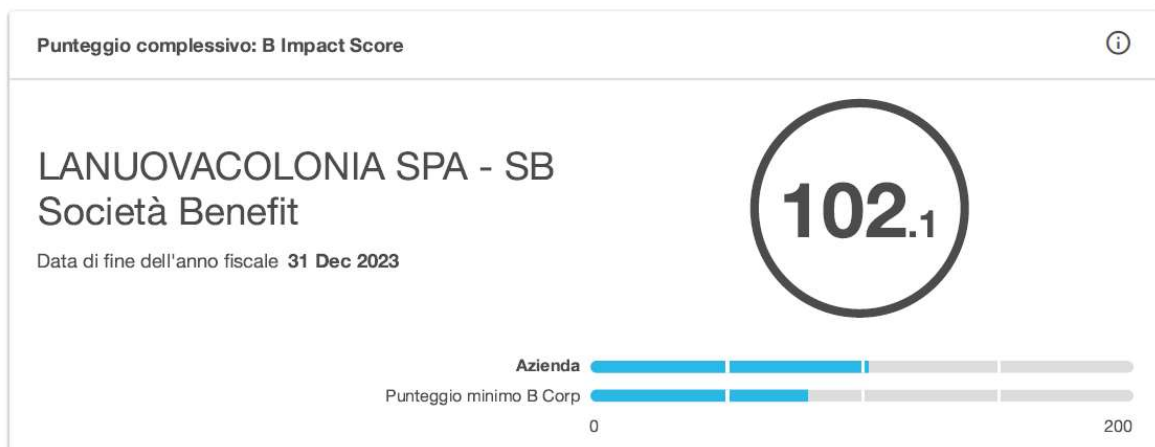 Punteggio complessivo: B Impact Score
LANUOVACOLONIA SPA - SB
Società Benefit
Data di fine dell'anno fiscale 31 Dec 2023
102.1
Azienda
Punteggio minimo B Corp
0
200